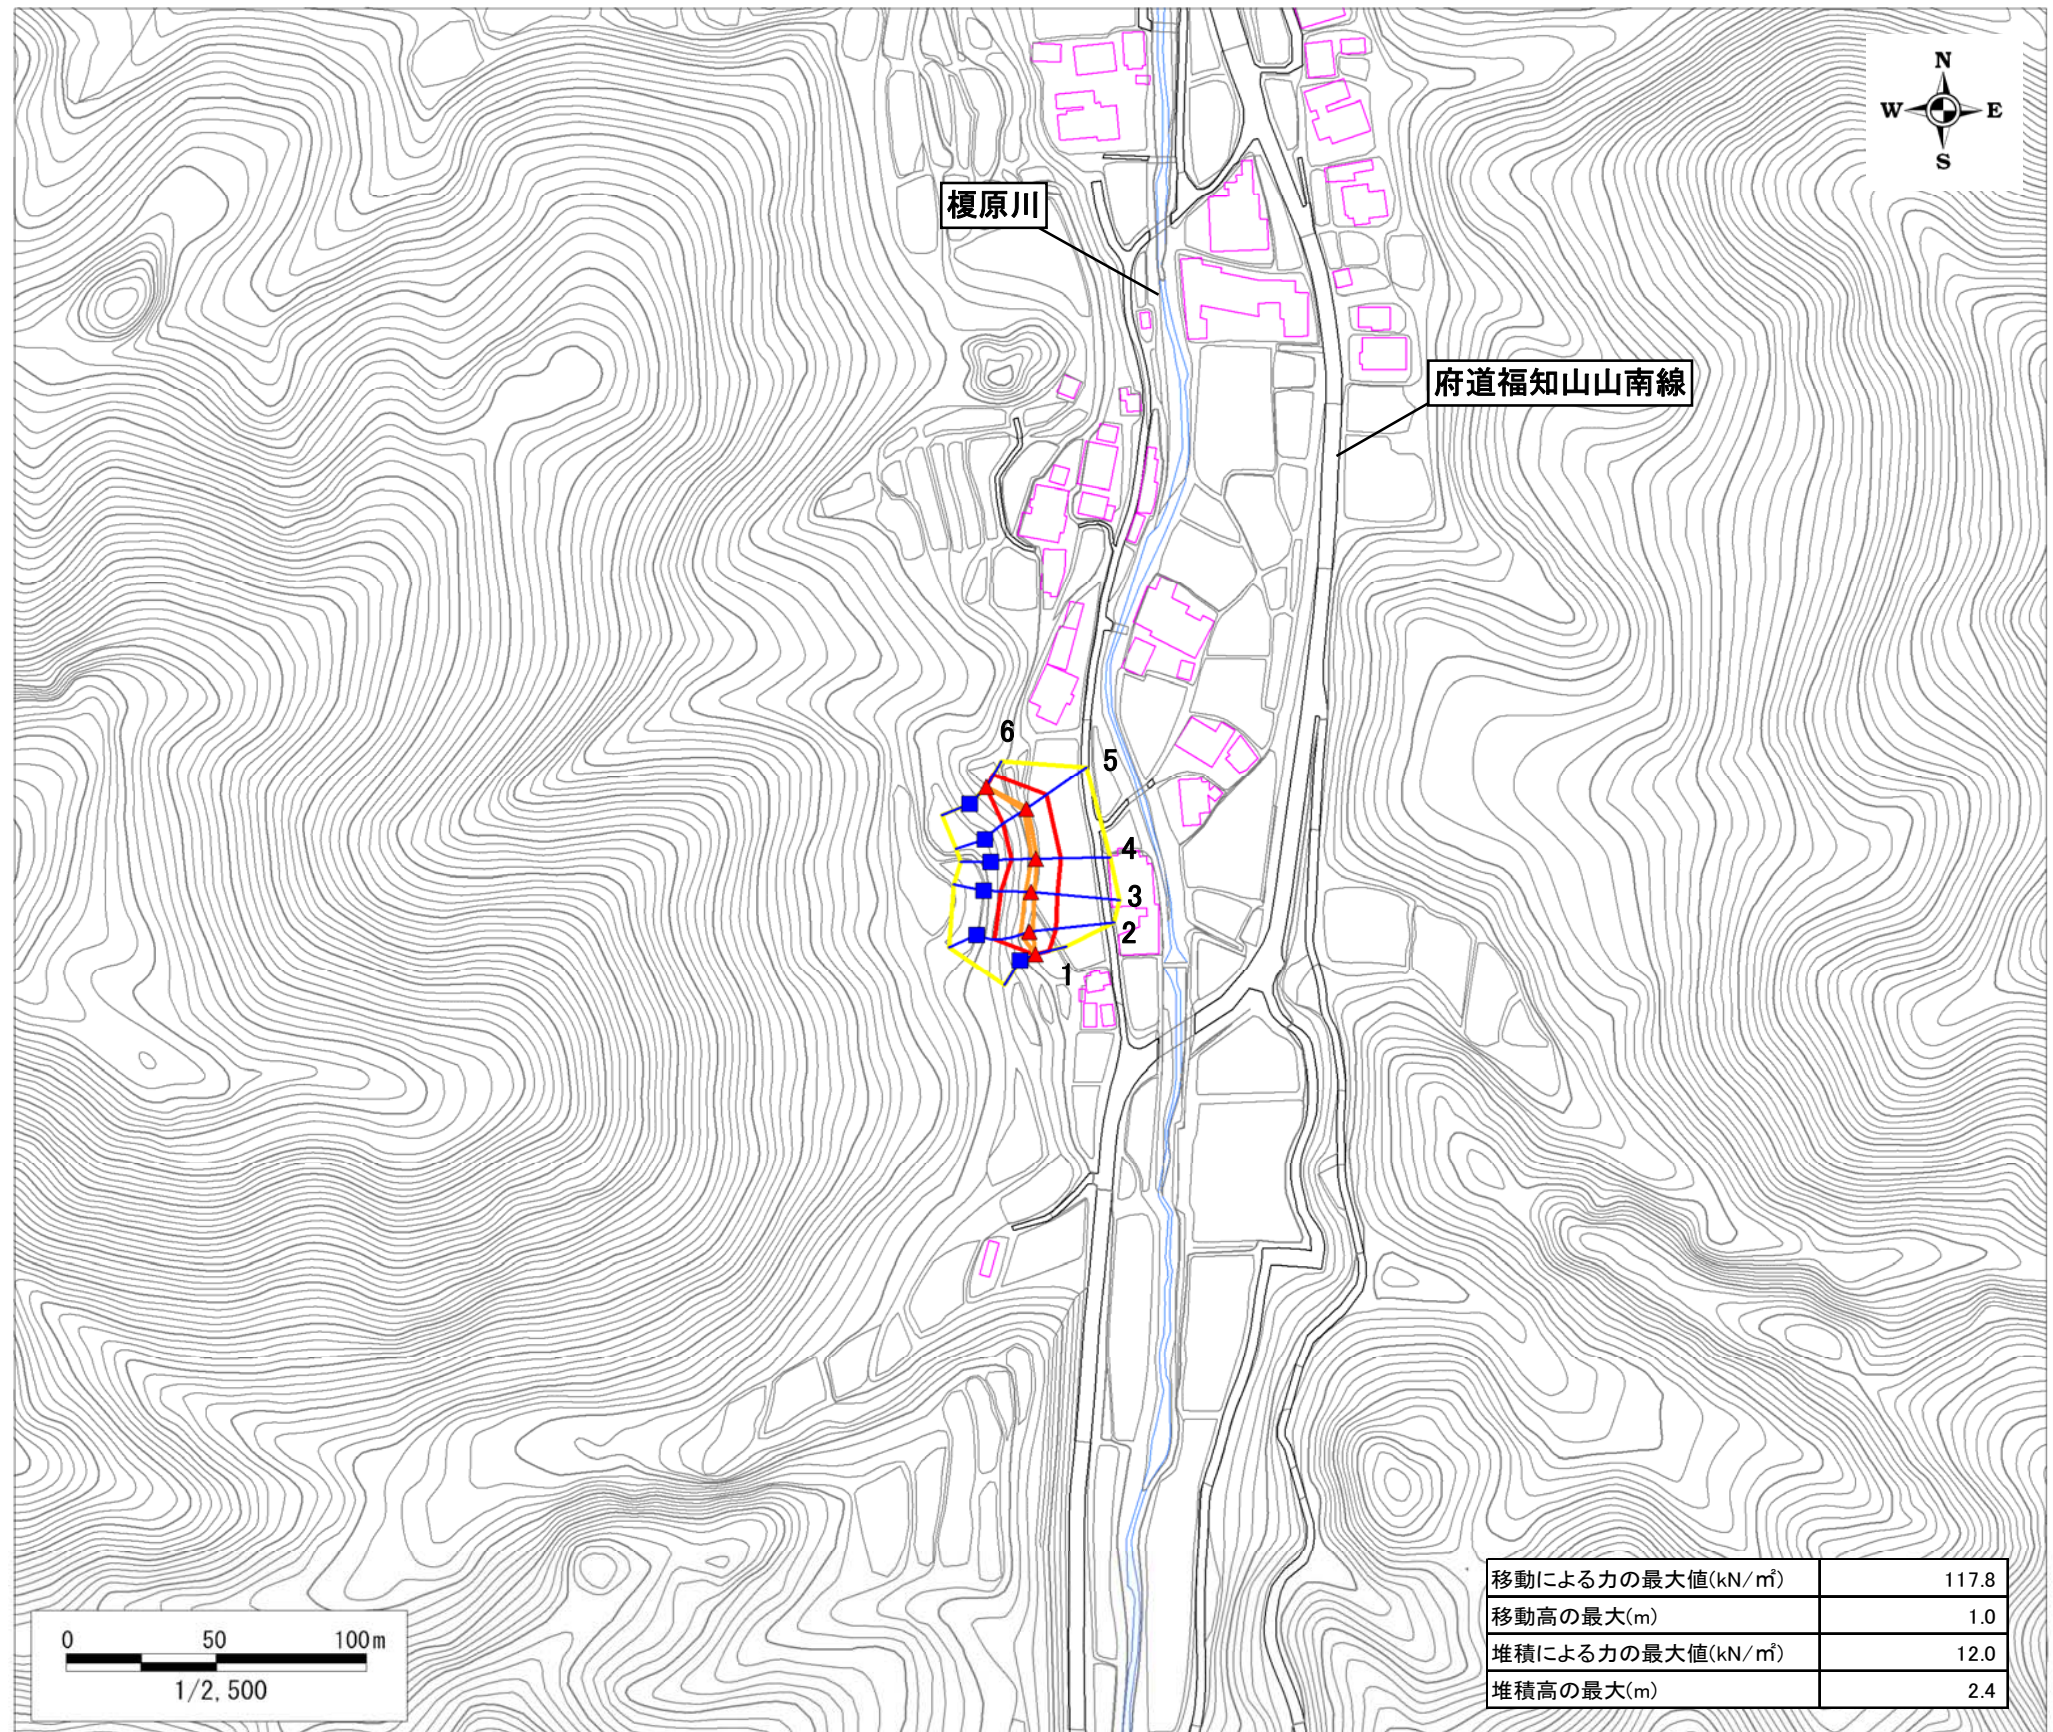 N
W E
S
榎原川
府道福知山山南線
6
5
4
3
2
1
移動による力の最大値(kN/㎡) 117.8
移動高の最大(m) 1.0
堆積による力の最大値(kN/㎡) 12.0
堆積高の最大(m) 2.4
0 50 100m
1/2,500